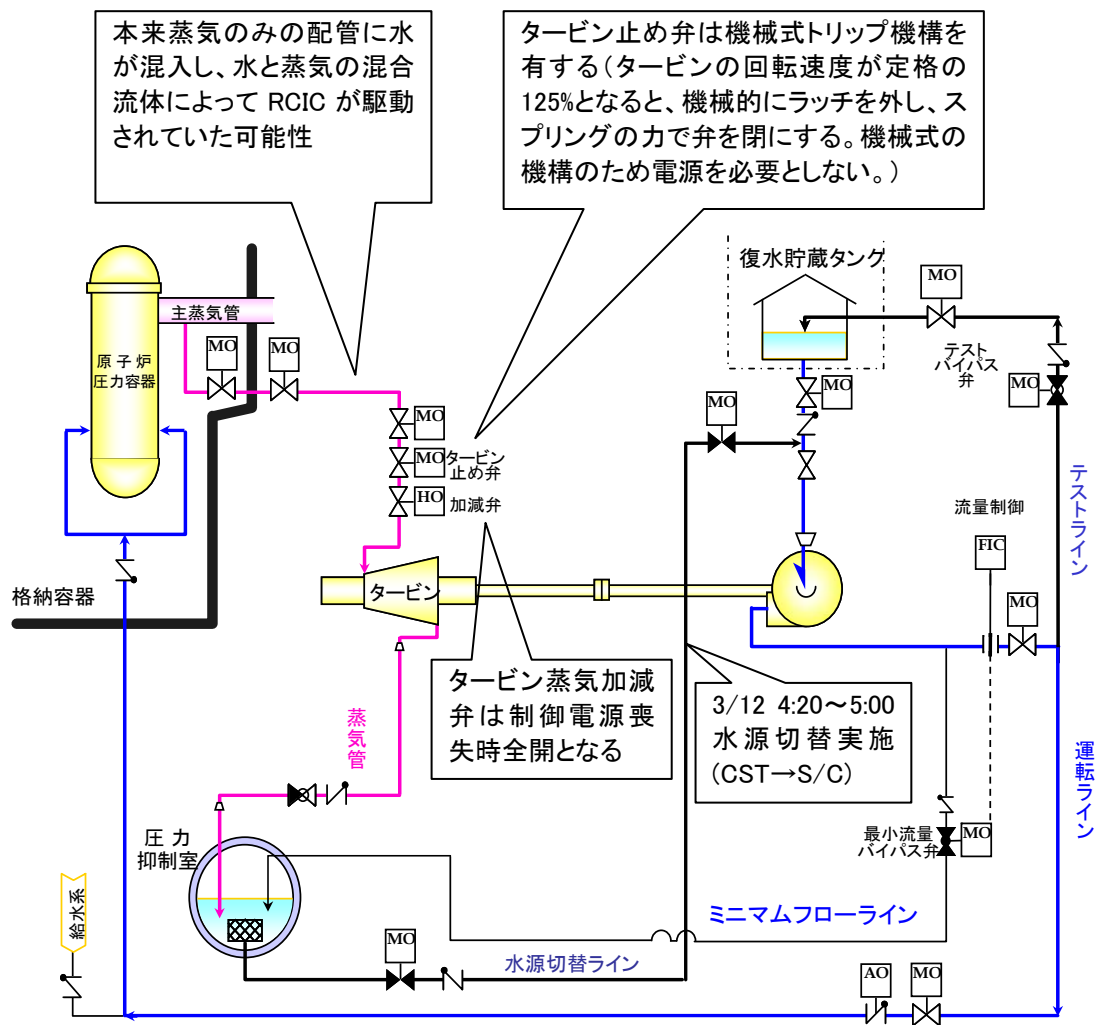 本来蒸気のみの配管に水
が混入し、水と蒸気の混合
流体によって RCIC が駆動
されていた可能性
タービン止め弁は機械式トリップ機構を
有する(タービンの回転速度が定格の
125%となると、機械的にラッチを外し、ス
プリングの力で弁を閉にする。機械式の
機構のため電源を必要としない。)
復水貯蔵タンク
MO
主蒸気管
MO
MO
原子炉
圧力容器
テスト
バイパス
弁
MO
MO
MO
MO
MO
タービン
止め弁
HO
加減弁
テストライン
流量制御
FIC
格納容器
タービン
MO
タービン蒸気加減
弁は制御電源喪
失時全開となる
3/12 4:20~5:00
水源切替実施
(CST→S/C)
蒸気管
運転ライン
圧力
抑制室
最小流量
バイパス弁
MO
給水系
ミニマムフローライン
MO
水源切替ライン
AO
MO